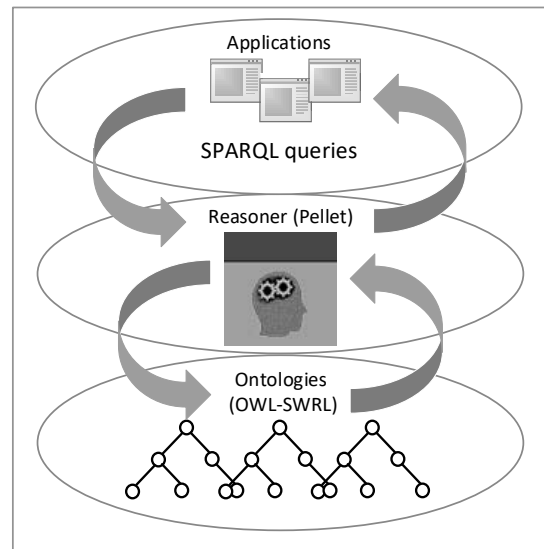 Applications
SPARQL queries
Reasoner (Pellet)
Ontologies
(OWL-SWRL)